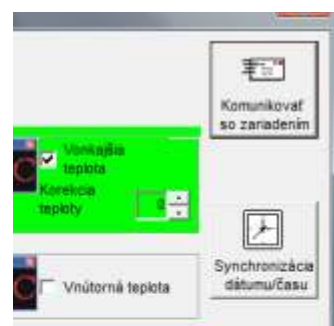 Komunikovať
so zariadením
Vonkajšia
teplota
Korekcia
teploty
0
Synchronizácia
dátumu/času
Vnútorná teplota